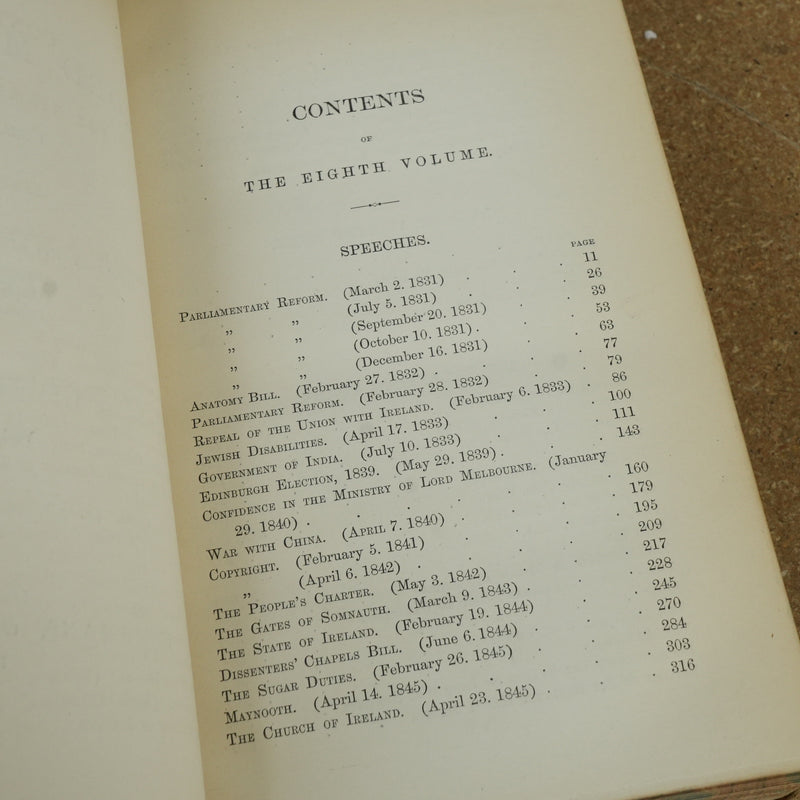 CONTENTS
OF
THE EIGHTH VOLUME.
SPEECHES.
PAGE
PARLIAMENTARY REFORM. (March 2. 1831) . . . 11
„ „ (July 5. 1831) . . . 26
„ „ (September 20. 1831) . . 39
„ „ (October 10. 1831) . . . 53
„ „ (December 16. 1831) . . 63
ANATOMY BILL. (February 27. 1832) . . . 77
PARLIAMENTARY REFORM. (February 28. 1832) . . 79
REPEAL OF THE UNION WITH IRELAND. (February 6. 1833) . 86
JEWISH DISABILITIES. (April 17. 1833) . . . 100
GOVERNMENT OF INDIA. (July 10. 1833) . . . 111
EDINBURGH ELECTION, 1839. (May 29. 1839) . . . 143
CONFIDENCE IN THE MINISTRY OF LORD MELBOURNE. (January
29. 1840) . . . . . . 160
WAR WITH CHINA. (APRIL 7. 1840) . . . . 179
COPYRIGHT. (February 5. 1841) . . . . 195
„ (April 6. 1842) . . . . 209
THE PEOPLE'S CHARTER. (May 3. 1842) . . . 217
THE GATES OF SOMNAUTH. (March 9. 1843) . . . 228
THE STATE OF IRELAND. (February 19. 1844) . . 245
DISSENTERS' CHAPELS BILL. (June 6. 1844) . . . 270
THE SUGAR DUTIES. (February 26. 1845) . . . 284
MAYNOOTH. (April 14. 1845) . . . . 303
THE CHURCH OF IRELAND. (April 23. 1845) . . . 316